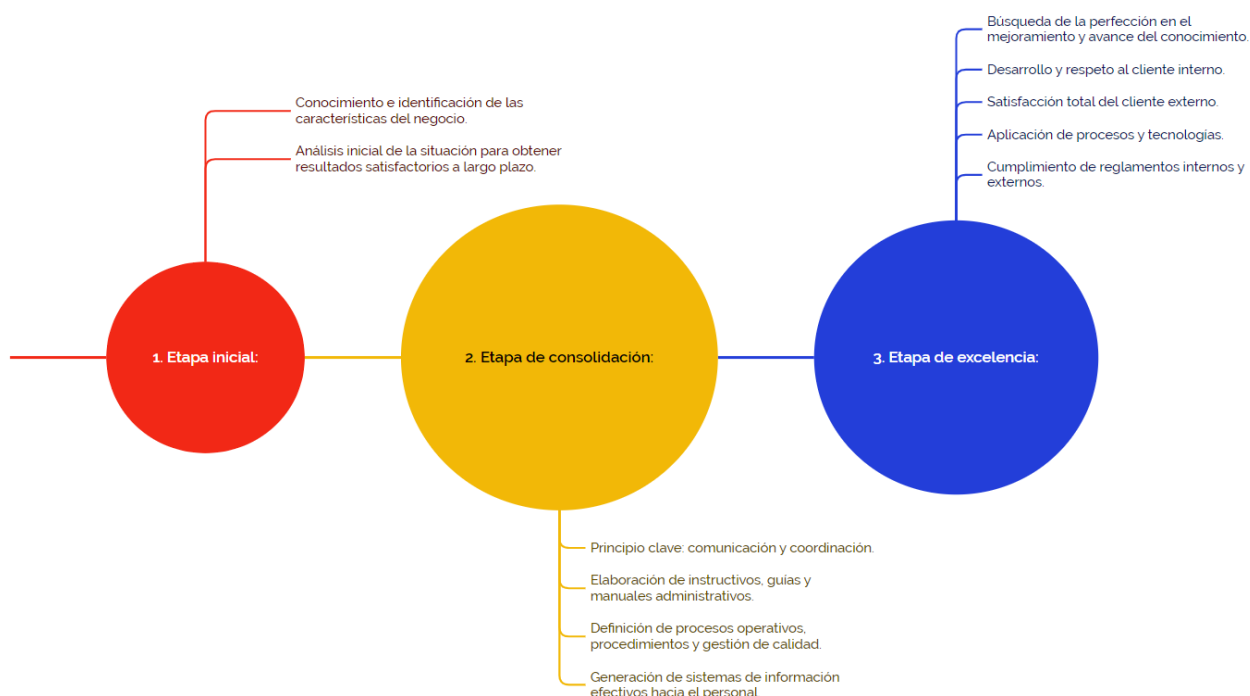 1. Etapa inicial:
Conocimiento e identificación de las
características del negocio.
Análisis inicial de la situación para obtener
resultados satisfactorios a largo plazo.
2. Etapa de consolidación:
Principio clave: comunicación y coordinación.
Elaboración de instructivos, guías y
manuales administrativos.
Definición de procesos operativos,
procedimientos y gestión de calidad.
Generación de sistemas de información
efectivos hacia el personal
3. Etapa de excelencia:
Búsqueda de la perfección en el
mejoramiento y avance del conocimiento.
Desarrollo y respeto al cliente interno.
Satisfacción total del cliente externo.
Aplicación de procesos y tecnologías.
Cumplimiento de reglamentos internos y
externos.